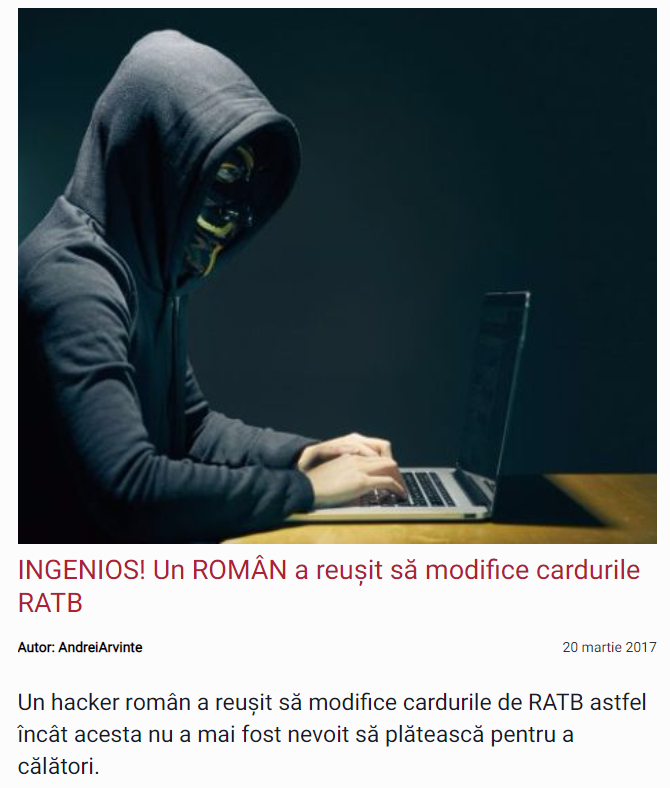 INGENIOS! Un ROMÂN a reușit să modifice cardurile
RATB
Autor: AndreiArvinte
20 martie 2017
Un hacker român a reușit să modifice cardurile de RATB astfel
încât acesta nu a mai fost nevoit să plătească pentru a
călători.